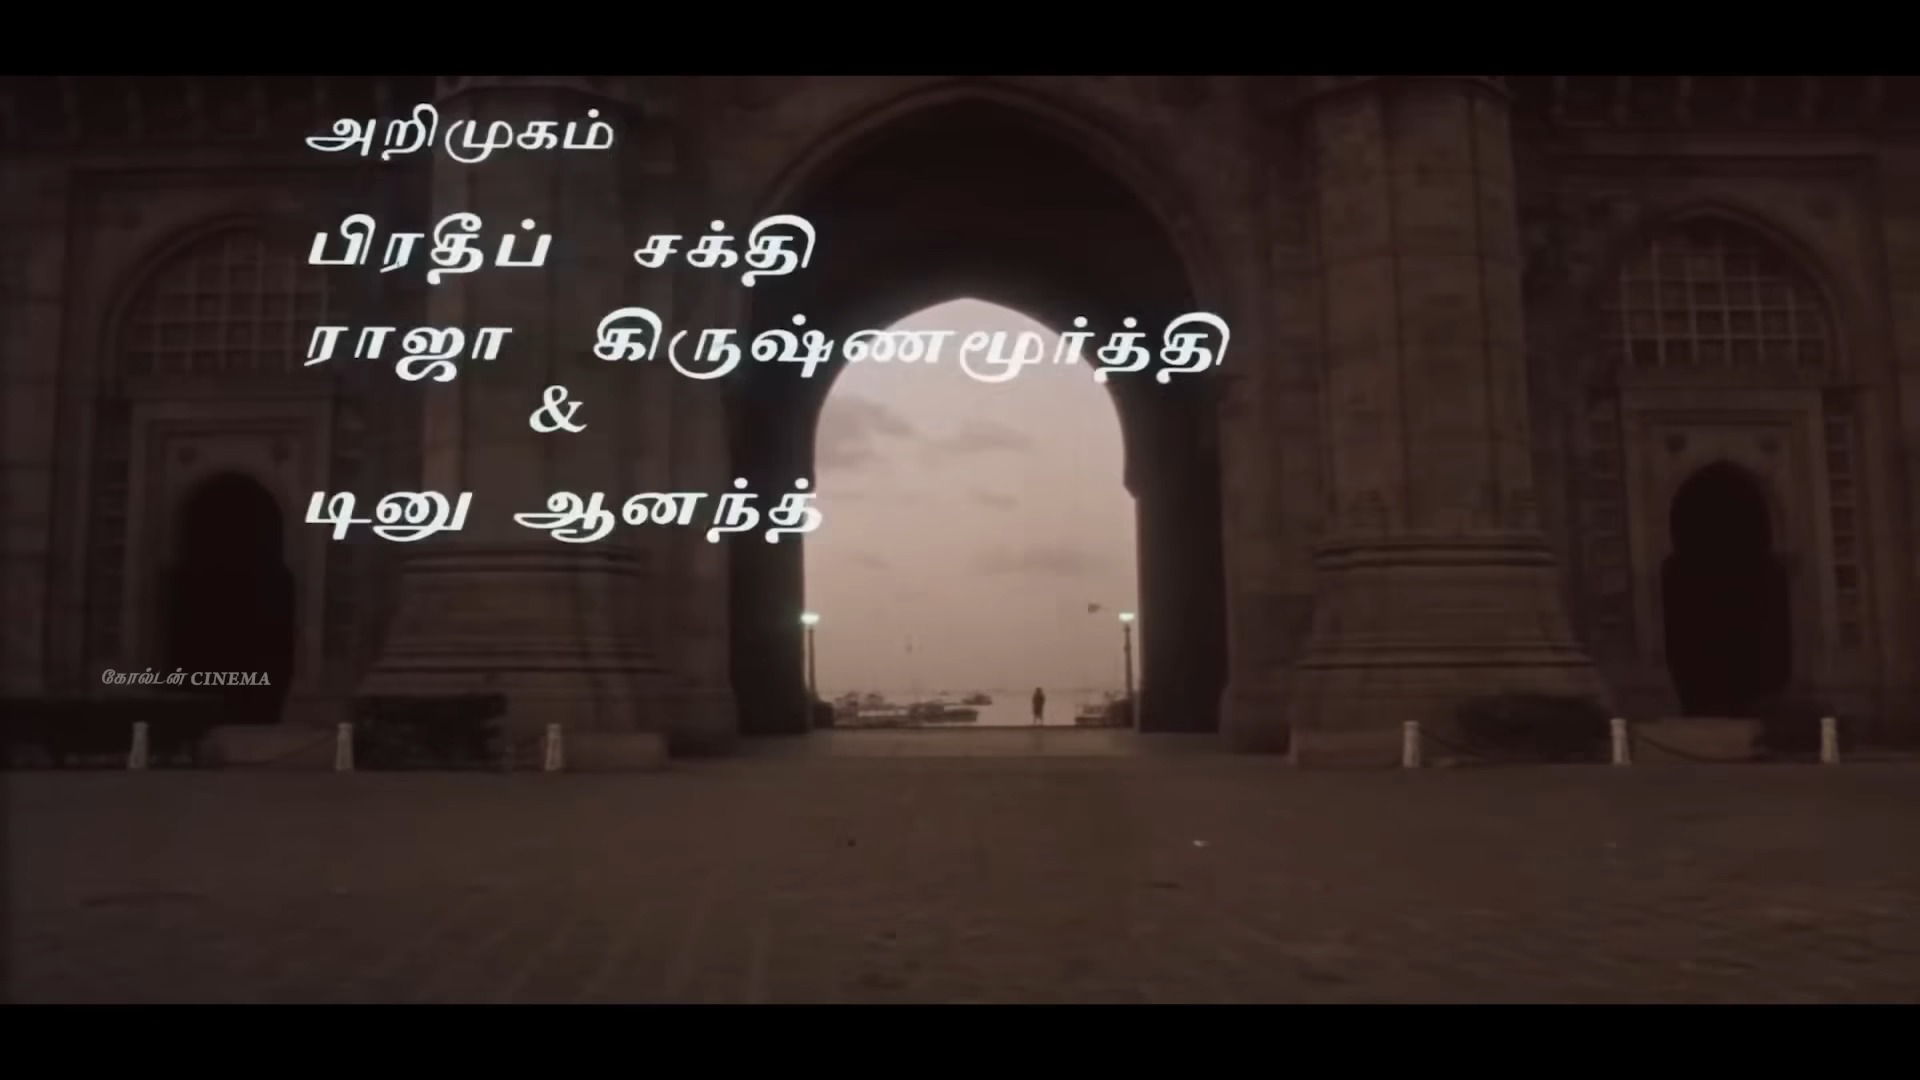 அறிமுகம்
பிரதீப் சக்தி
ராஜா கிருஷ்ணமூர்த்தி
&
டினு ஆனந்த்
கோல்டன் CINEMA